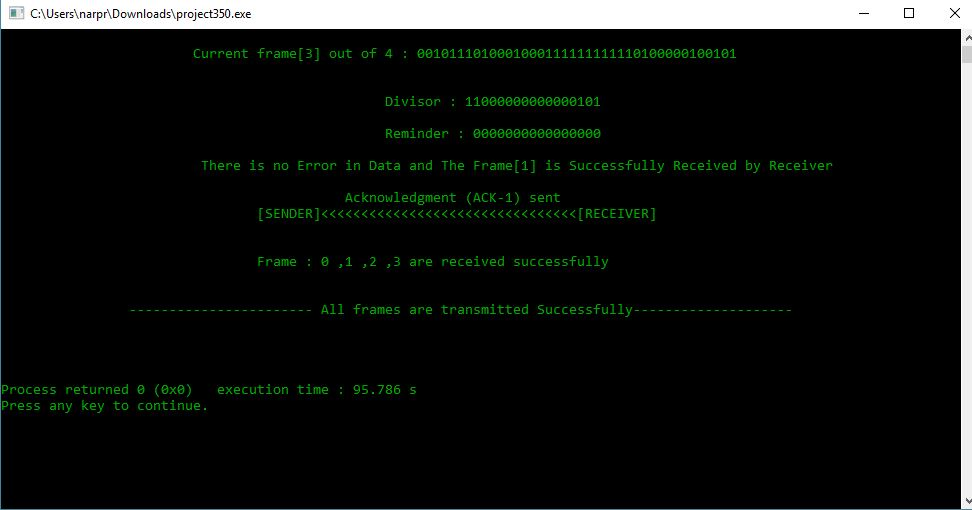 C:\Users\narpr\Downloads\project350.exe
Current frame[3] out of 4 : 0010111010001000111111111110100000100101
Divisor : 11000000000000101
Reminder : 0000000000000000
There is no Error in Data and The Frame[1] is Successfully Received by Receiver
Acknowledgment (ACK-1) sent
[SENDER]<<<<<<<<<<<<<<<<<<<<<<<<<<<<<<<<[RECEIVER]
Frame : 0 ,1 ,2 ,3 are received successfully
----------------------- All frames are transmitted Successfully--------------------
Process returned 0 (0x0)   execution time : 95.786 s
Press any key to continue.